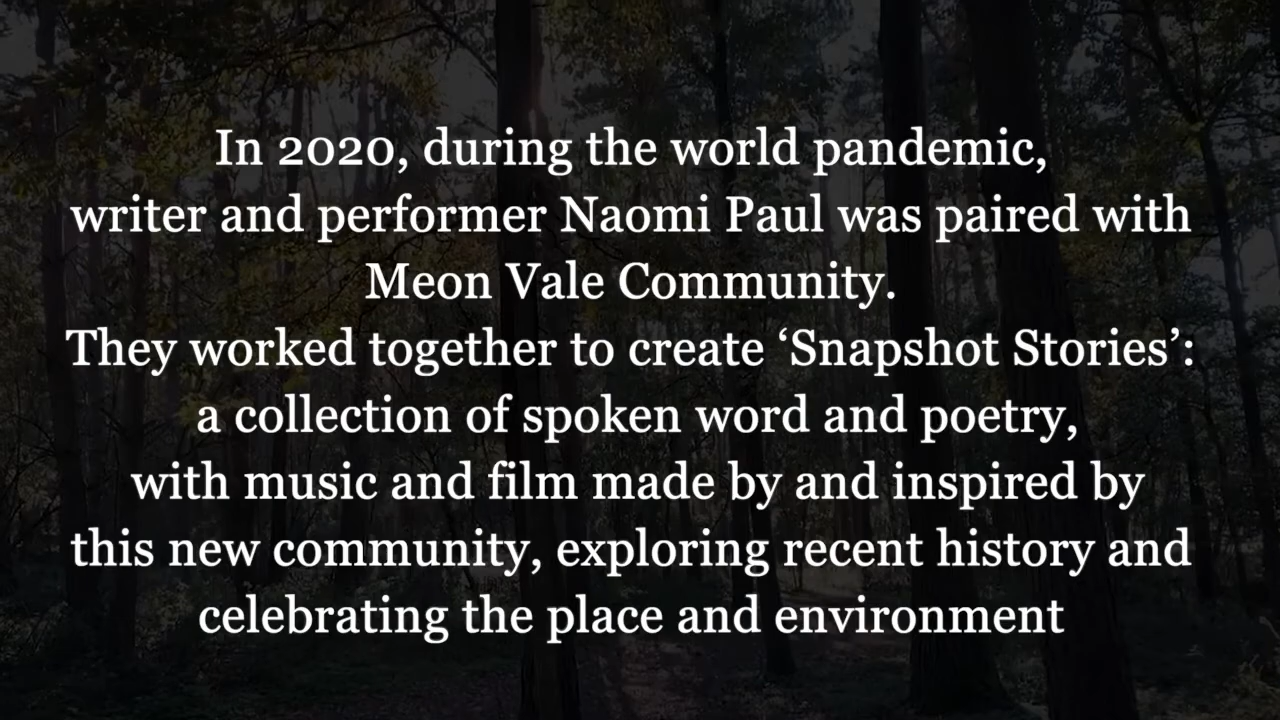 In 2020, during the world pandemic,
writer and performer Naomi Paul was paired with
Meon Vale Community.
They worked together to create ‘Snapshot Stories’:
a collection of spoken word and poetry,
with music and film made by and inspired by
this new community, exploring recent history and
celebrating the place and environment